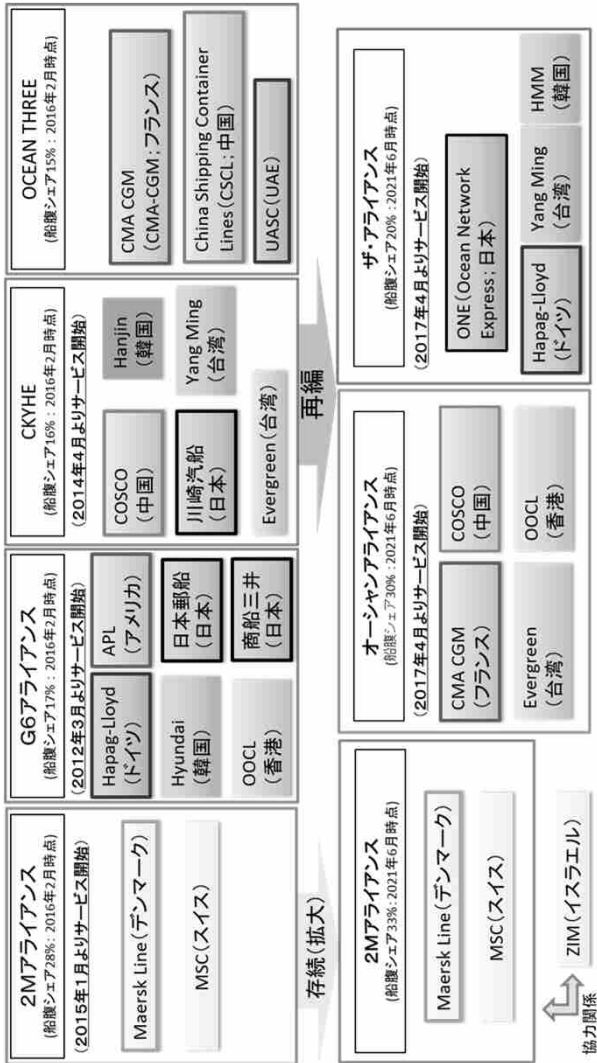 2Mアライアンス
(船腹シェア28%：2016年2月時点)
(2015年1月よりサービス開始)
Maersk Line(デンマーク)
MSC(スイス)
G6アライアンス
(船腹シェア17%：2016年2月時点)
(2012年3月よりサービス開始)
Hapag-Lloyd
(ドイツ)
APL
(アメリカ)
Hyundai
(韓国)
日本郵船
(日本)
OOCL
(香港)
商船三井
(日本)
CKYHE
(船腹シェア16%：2016年2月時点)
(2014年4月よりサービス開始)
COSCO
(中国)
Hanjin
(韓国)
川崎汽船
(日本)
Yang Ming
(台湾)
Evergreen(台湾)
OCEAN THREE
(船腹シェア15%：2016年2月時点)
CMA CGM
(CMA-CGM；フランス)
China Shipping Container
Lines(CSCL；中国)
UASC(UAE)
存続(拡大)
再編
2Mアライアンス
(船腹シェア33%：2021年6月時点)
Maersk Line(デンマーク)
MSC(スイス)
ZIM(イスラエル)
協力関係
オーシャンアライアンス
(船腹シェア30%：2021年6月時点)
(2017年4月よりサービス開始)
CMA CGM
(フランス)
COSCO
(中国)
Evergreen
(台湾)
OOCL
(香港)
ザ・アライアンス
(船腹シェア20%：2021年6月時点)
(2017年4月よりサービス開始)
ONE(Ocean Network
Express；日本)
Hapag-Lloyd
(ドイツ)
Yang Ming
(台湾)
HMM
(韓国)